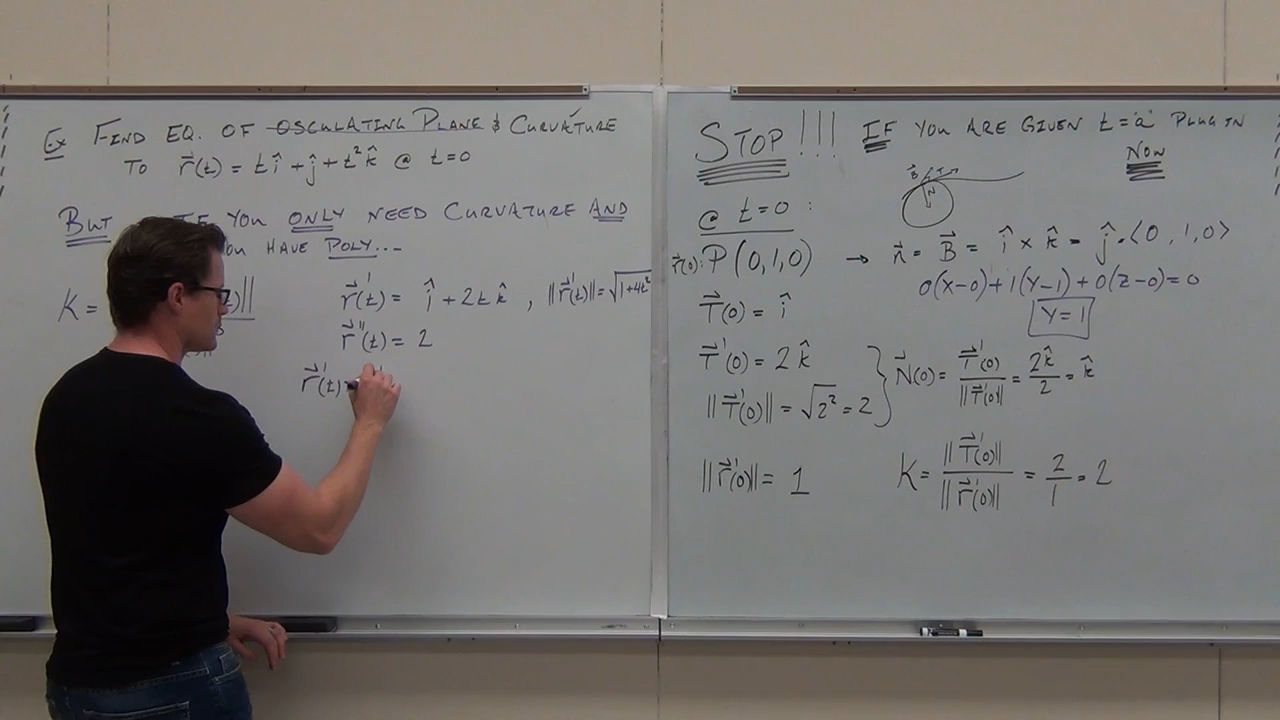 Ex FIND EQ. OF OSCULATING PLANE & CURVATURE
TO r⃗(t) = t î + ĵ + t² k̂ @ t=0
BUT IF YOU ONLY NEED CURVATURE AND
YOU HAVE POLY...
K =
)||
r⃗'(t) = î + 2t k̂ , ||r⃗'(t)|| = √1+4t²
r⃗''(t) = 2
r⃗'(t)
STOP!!! IF YOU ARE GIVEN t="a" PLUG IN
NOW
B⃗ T N
@ t=0 :
r⃗(0): P(0,1,0) → n⃗ = B⃗ = î × k̂ = ĵ = <0, 1, 0>
0(x-0)+1(y-1)+0(z-0)=0
Y=1
T⃗(0) = î
T⃗'(0) = 2 k̂
||T⃗'(0)|| = √2² = 2
N⃗(0) = T⃗'(0) / ||T⃗'(0)|| = 2k̂ / 2 = k̂
||r⃗'(0)|| = 1
K = ||T⃗'(0)|| / ||r⃗'(0)|| = 2/1 = 2